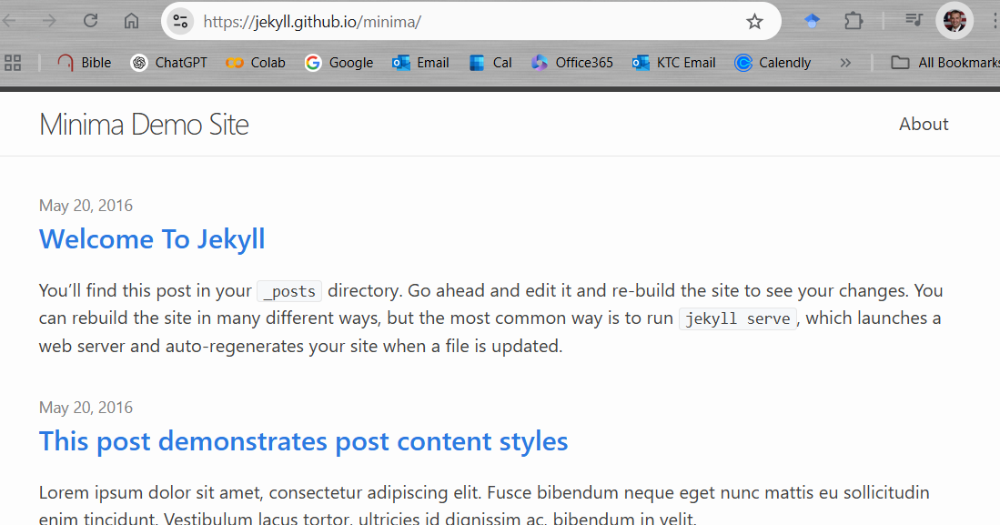 https://jekyll.github.io/minima/
Bible ChatGPT Colab Google Email Cal Office365 KTC Email Calendly » All Bookmarks
Minima Demo Site About
May 20, 2016
Welcome To Jekyll
You’ll find this post in your _posts directory. Go ahead and edit it and re-build the site to see your changes. You
can rebuild the site in many different ways, but the most common way is to run jekyll serve, which launches a
web server and auto-regenerates your site when a file is updated.
May 20, 2016
This post demonstrates post content styles
Lorem ipsum dolor sit amet, consectetur adipiscing elit. Fusce bibendum neque eget nunc mattis eu sollicitudin
enim tincidunt. Vestibulum lacus tortor, ultricies id dignissim ac, bibendum in velit.